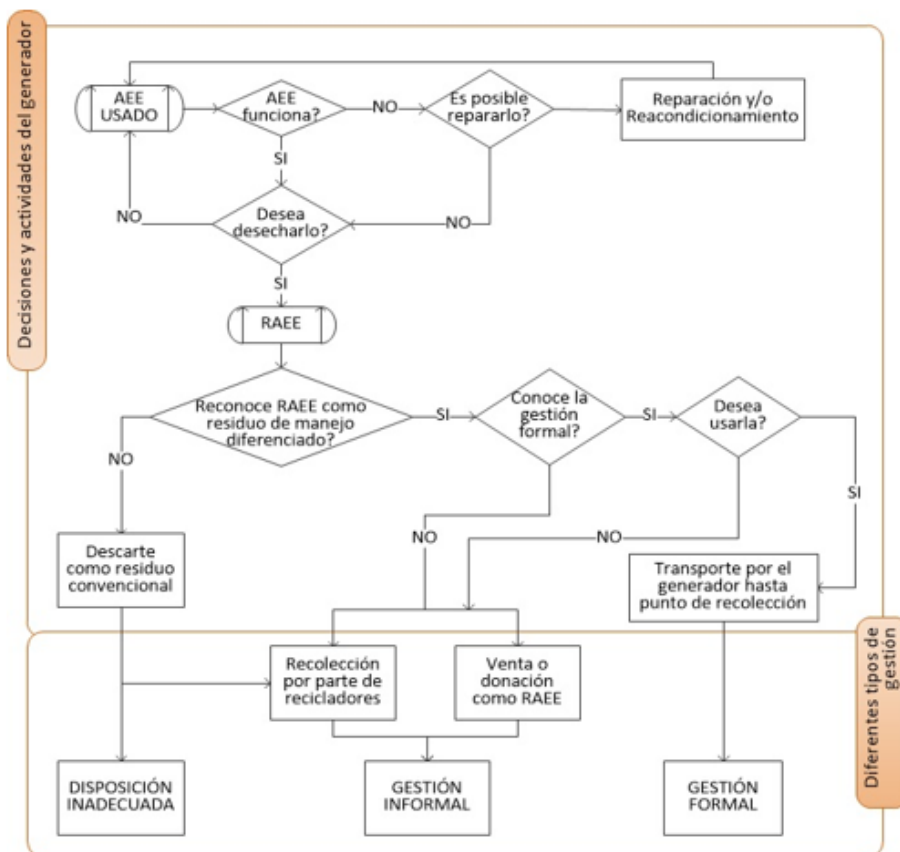 Decisiones y actividades del generador
AEE
USADO
AEE
funciona?
NO
Es posible
repararlo?
Reparación y/o
Reacondicionamiento
SI
NO
Desea
desecharlo?
NO
SI
RAEE
Reconoce RAEE como
residuo de manejo
diferenciado?
SI
Conoce la
gestión
formal?
SI
Desea
usarla?
NO
SI
NO
NO
Descarte
como residuo
convencional
Transporte por el
generador hasta
punto de recolección
Diferentes tipos de
gestión
Recolección
por parte de
recicladores
Venta o
donación
como RAEE
DISPOSICIÓN
INADECUADA
GESTIÓN
INFORMAL
GESTIÓN
FORMAL